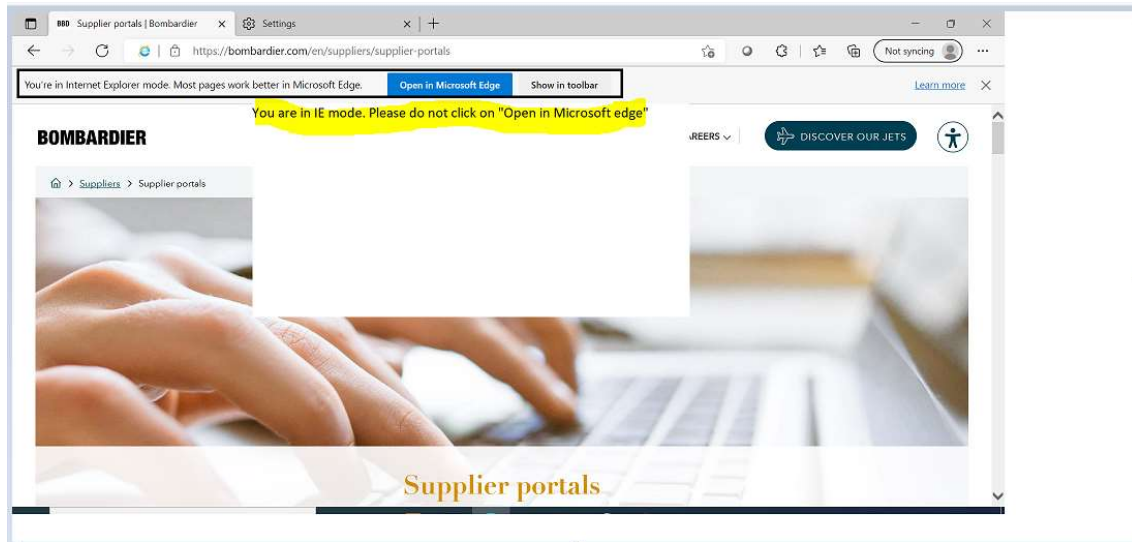 BBD Supplier portals | Bombardier
Settings
https://bombardier.com/en/suppliers/supplier-portals
Not syncing
You're in Internet Explorer mode. Most pages work better in Microsoft Edge.
Open in Microsoft Edge
Show in toolbar
Learn more
You are in IE mode. Please do not click on "Open in Microsoft edge"
BOMBARDIER
AREERS
DISCOVER OUR JETS
> Suppliers > Supplier portals
Supplier portals